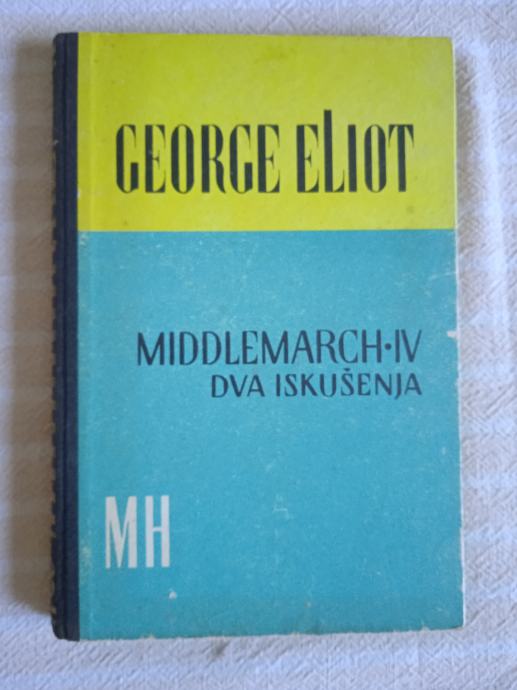 GEORGE ELIOT
MIDDLEMARCH•IV
DVA ISKUŠENJA
MH